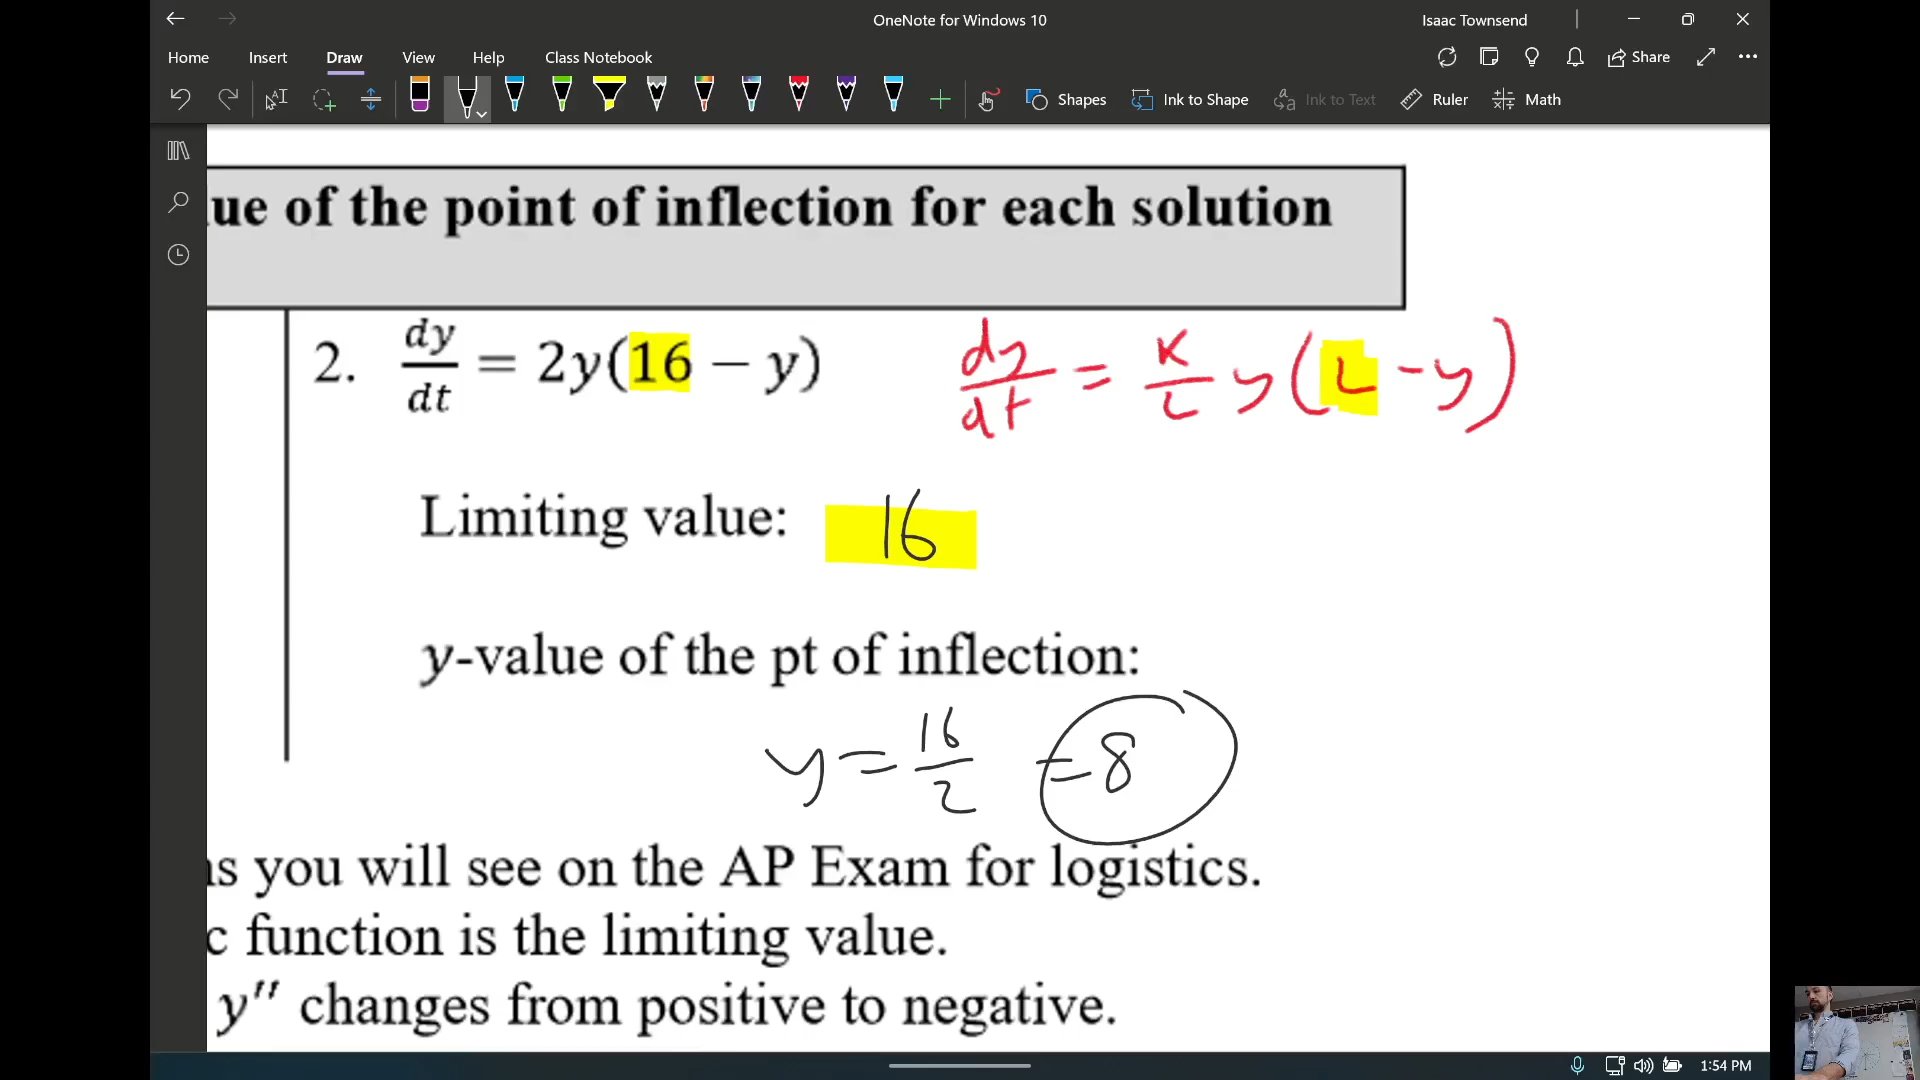 OneNote for Windows 10
Isaac Townsend
Home Insert Draw View Help Class Notebook
Share
Shapes Ink to Shape Ink to Text Ruler Math
ue of the point of inflection for each solution
2. dy/dt = 2y(16 − y)
dy/dt = K/L y (L - y)
Limiting value: 16
y-value of the pt of inflection:
y = 16/2 = 8
s you will see on the AP Exam for logistics.
c function is the limiting value.
y″ changes from positive to negative.
1:54 PM